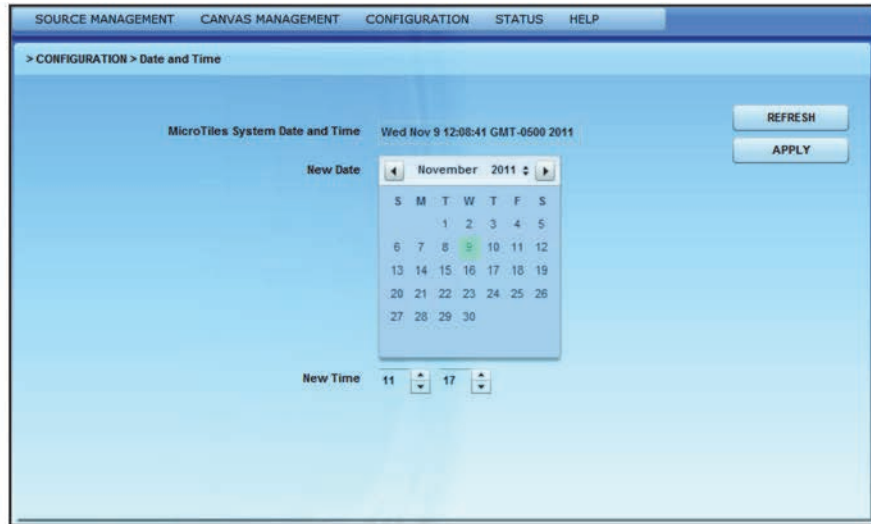 SOURCE MANAGEMENT CANVAS MANAGEMENT CONFIGURATION STATUS HELP
> CONFIGURATION > Date and Time
REFRESH
MicroTiles System Date and Time Wed Nov 9 12:08:41 GMT-0500 2011
APPLY
New Date November 2011
S M T W T F S
1 2 3 4 5
6 7 8 9 10 11 12
13 14 15 16 17 18 19
20 21 22 23 24 25 26
27 28 29 30
New Time 11 17